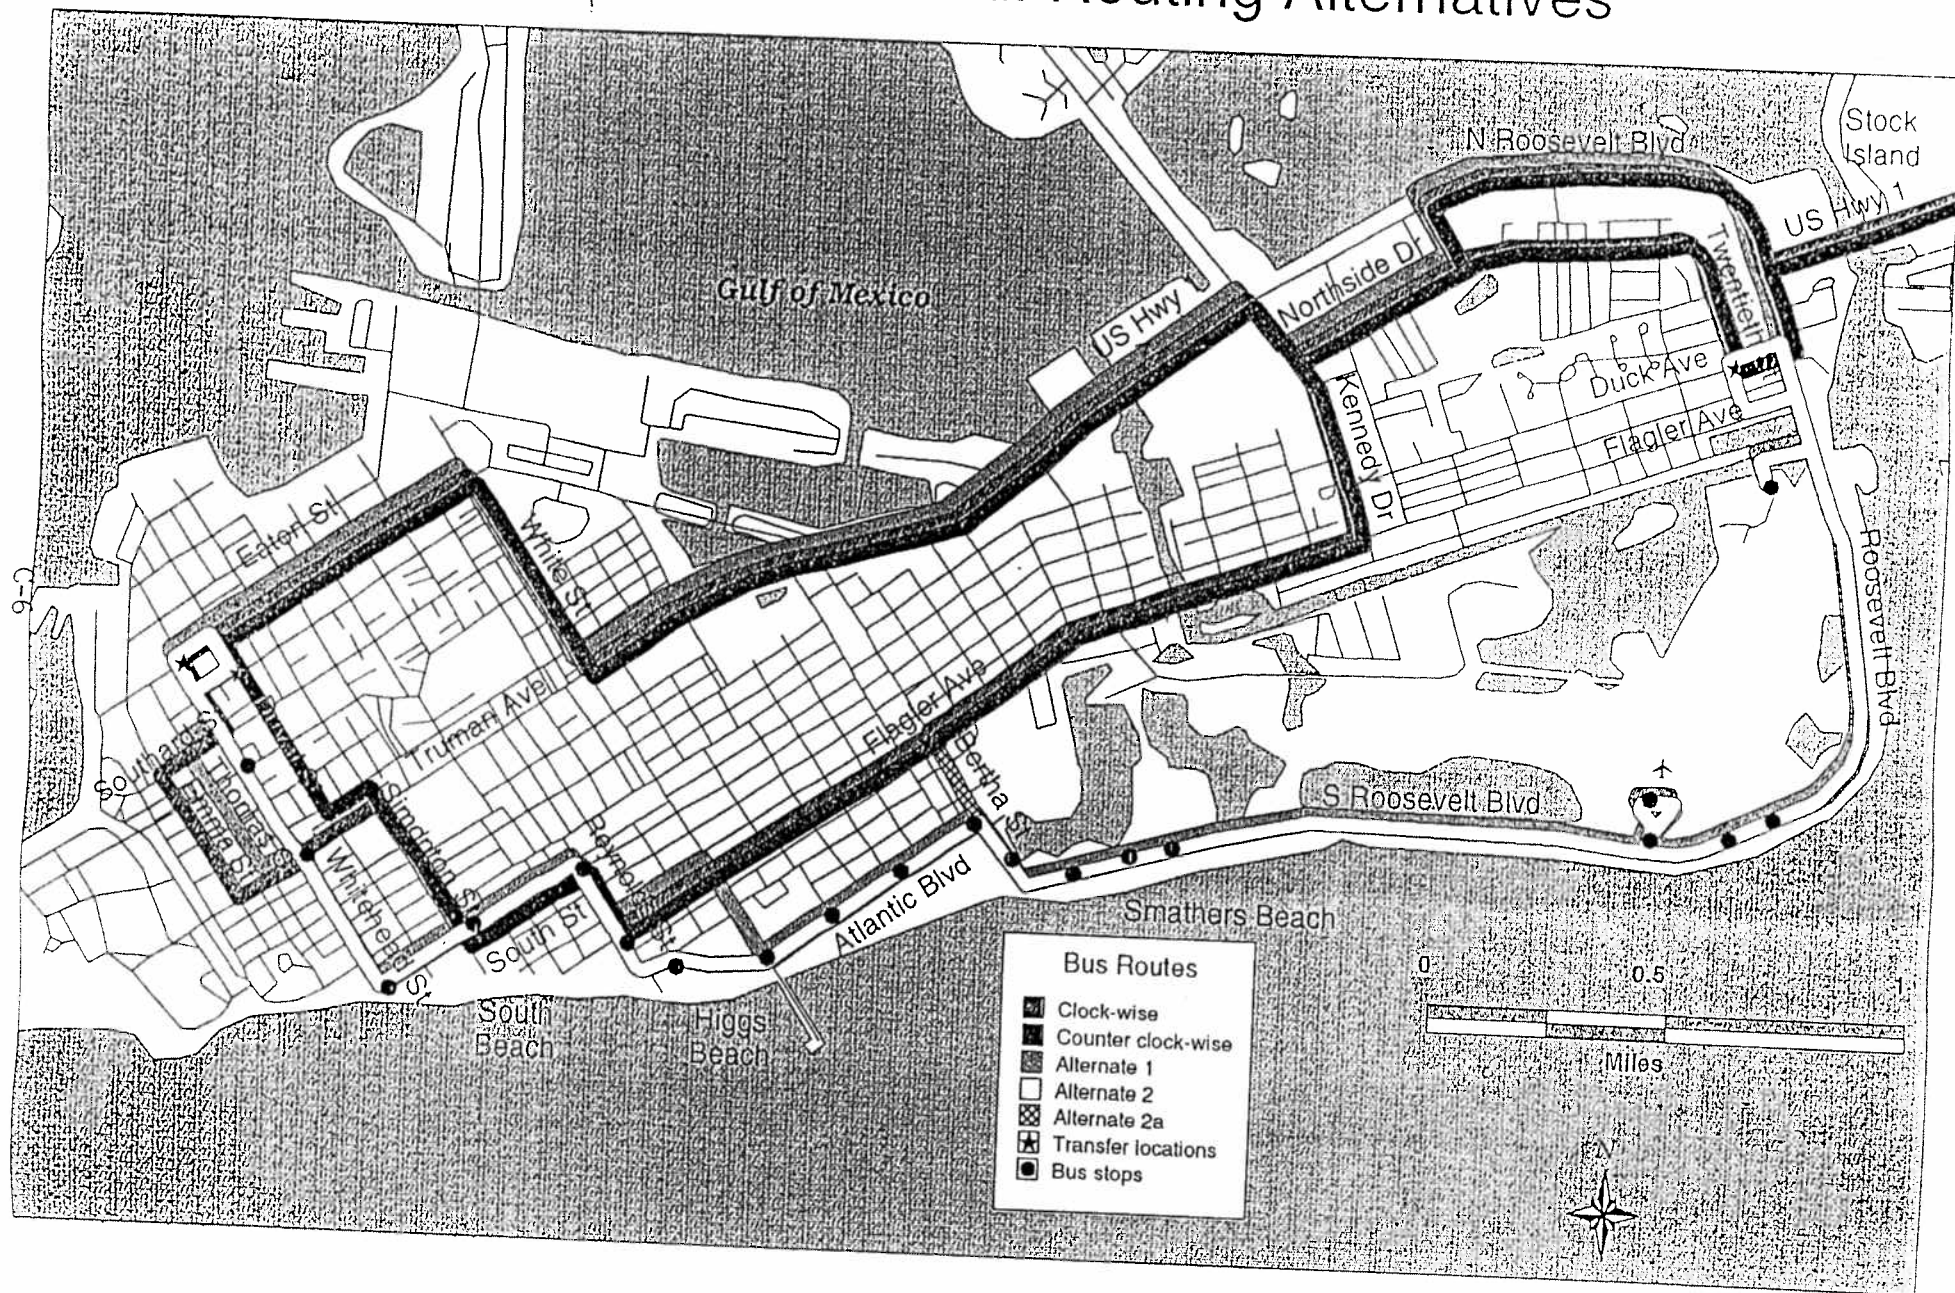 Routing Alternatives
N Roosevelt Blvd
Stock
Island
US Hwy 1
Gulf of Mexico
US Hwy 1
Northside Dr
Twentieth
Duck Ave
Kennedy Dr
Flagler Ave
Eaton St
White St
C-6
Roosevelt Blvd
Truman Ave
Flagler Ave
Southard St
Thomas St
Emma St
Simonton St
Bertha St
S Roosevelt Blvd
Reynolds St
Whitehead St
South St
Atlantic Blvd
Smathers Beach
South
Beach
Higgs
Beach
Bus Routes
Clock-wise
Counter clock-wise
Alternate 1
Alternate 2
Alternate 2a
Transfer locations
Bus stops
0 0.5 1
Miles
N